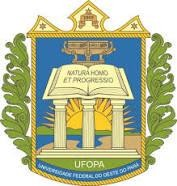 NATURA HOMO
ET PROGRESSIO
UFOPA
UNIVERSIDADE FEDERAL DO OESTE DO PARÁ